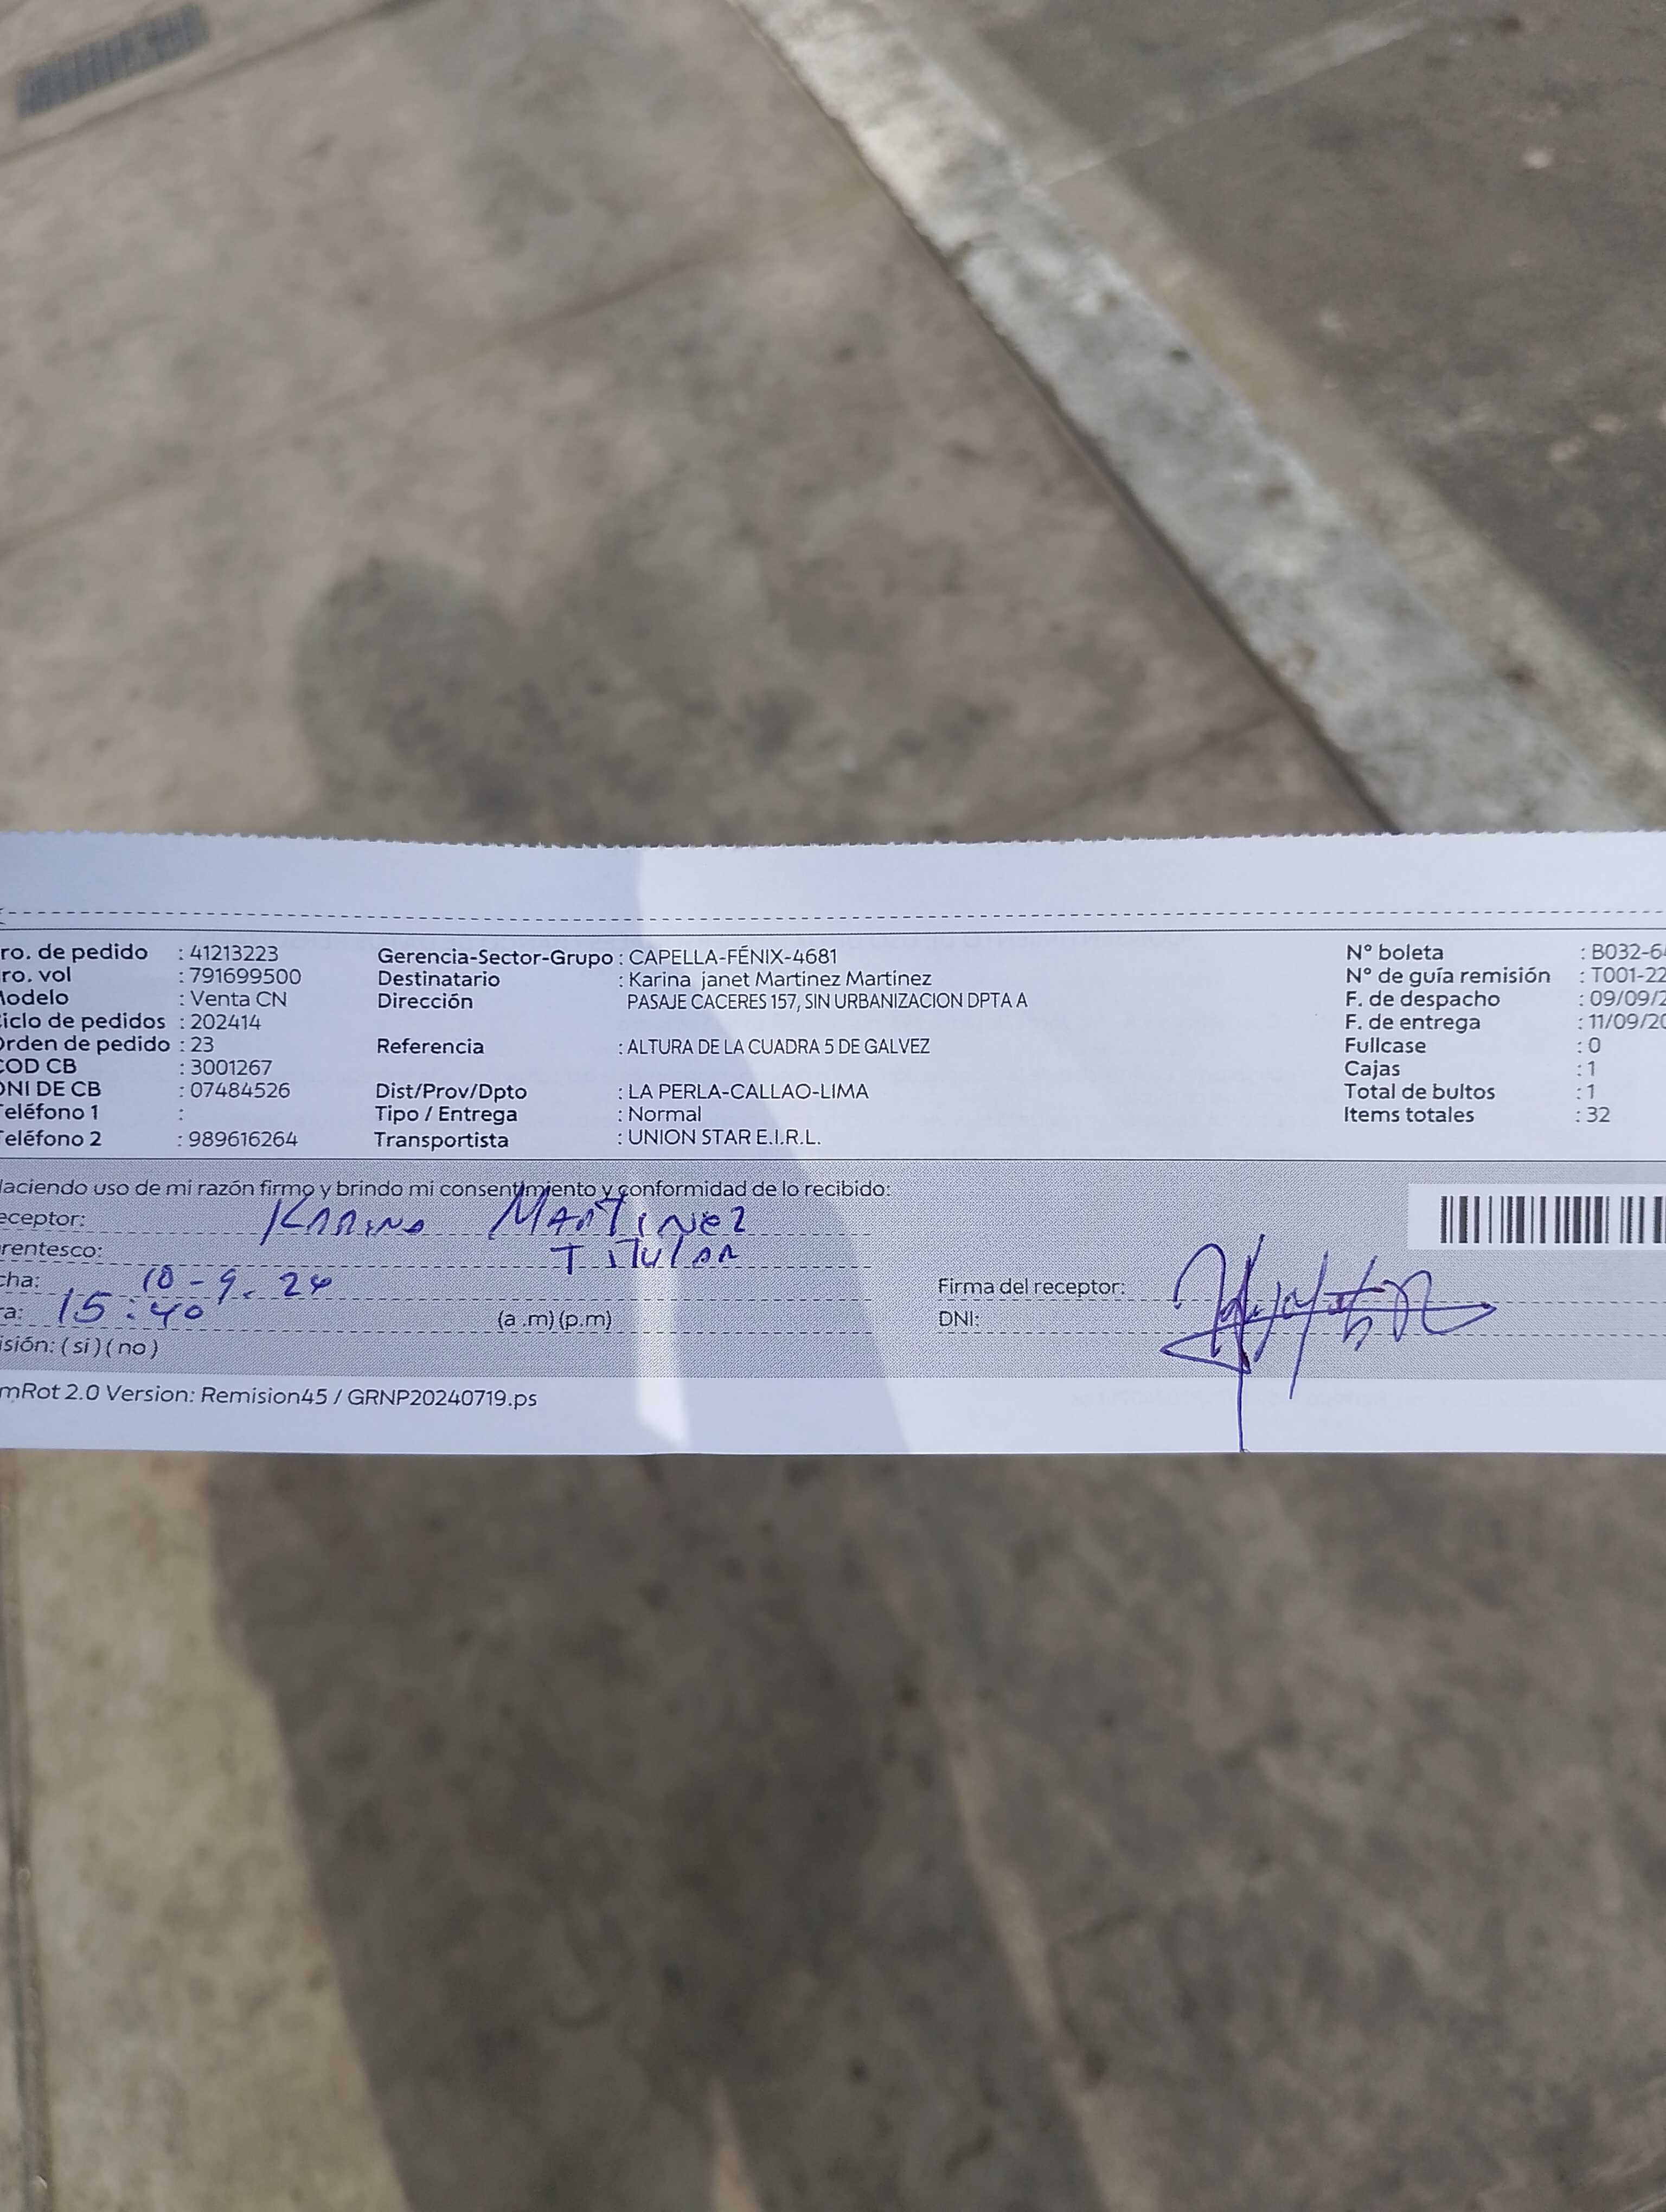 ro. de pedido : 41213223 Gerencia-Sector-Grupo : CAPELLA-FÉNIX-4681 N° boleta : B032-6
ro. vol : 791699500 Destinatario : Karina janet Martinez Martinez N° de guía remisión : T001-22
Modelo : Venta CN Dirección PASAJE CACERES 157, SIN URBANIZACION DPTA A F. de despacho : 09/09/2
Ciclo de pedidos : 202414 F. de entrega : 11/09/20
Orden de pedido : 23 Referencia : ALTURA DE LA CUADRA 5 DE GALVEZ Fullcase : 0
COD CB : 3001267 Cajas : 1
DNI DE CB : 07484526 Dist/Prov/Dpto : LA PERLA-CALLAO-LIMA Total de bultos : 1
Teléfono 1 : Tipo / Entrega : Normal Items totales : 32
Teléfono 2 : 989616264 Transportista : UNION STAR E.I.R.L.
Haciendo uso de mi razón firmo y brindo mi consentimiento y conformidad de lo recibido:
eceptor: KARINA MARTINEZ
rentesco: TITULAR
cha: 10-9-24 Firma del receptor:
a: 15:40 (a .m) (p.m) DNI:
isión: ( si ) ( no )
mRot 2.0 Version: Remision45 / GRNP20240719.ps